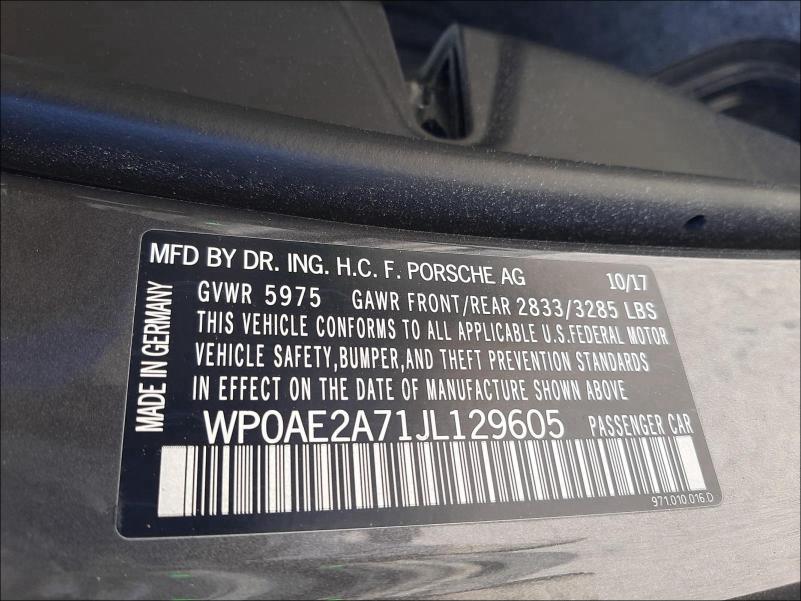 MFD BY DR. ING. H.C. F. PORSCHE AG 10/17
GVWR 5975 GAWR FRONT/REAR 2833/3285 LBS
THIS VEHICLE CONFORMS TO ALL APPLICABLE U.S.FEDERAL MOTOR
VEHICLE SAFETY,BUMPER,AND THEFT PREVENTION STANDARDS
IN EFFECT ON THE DATE OF MANUFACTURE SHOWN ABOVE
WP0AE2A71JL129605 PASSENGER CAR
MADE IN GERMANY
971.010.016.D